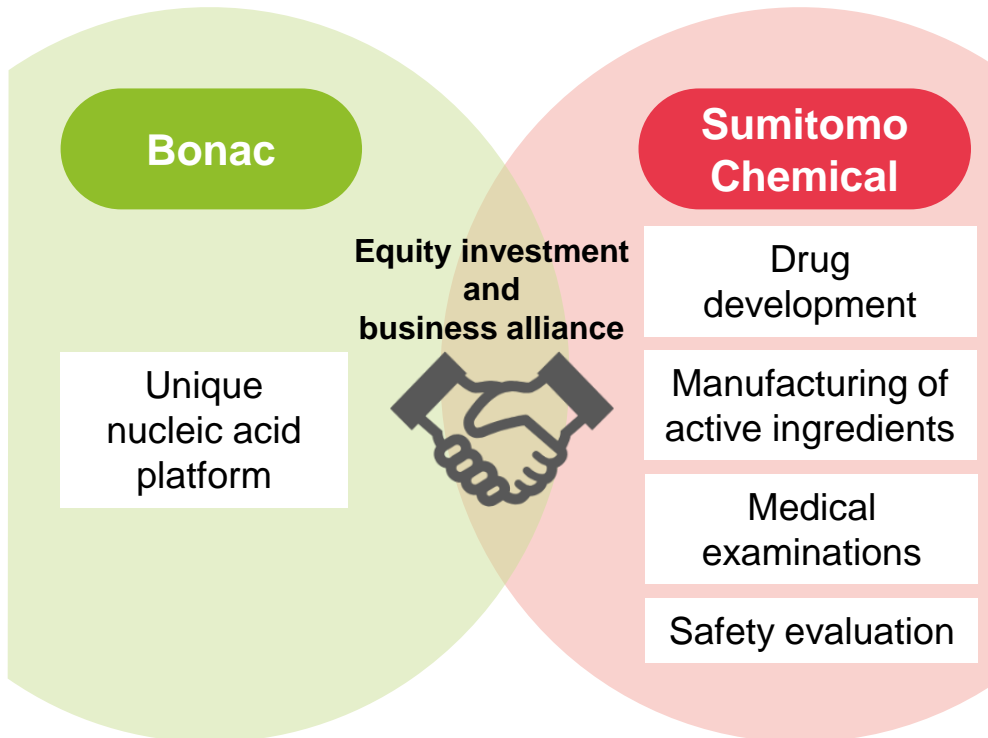 Bonac
Unique
nucleic acid
platform
Equity investment
and
business alliance
Sumitomo
Chemical
Drug
development
Manufacturing of
active ingredients
Medical
examinations
Safety evaluation